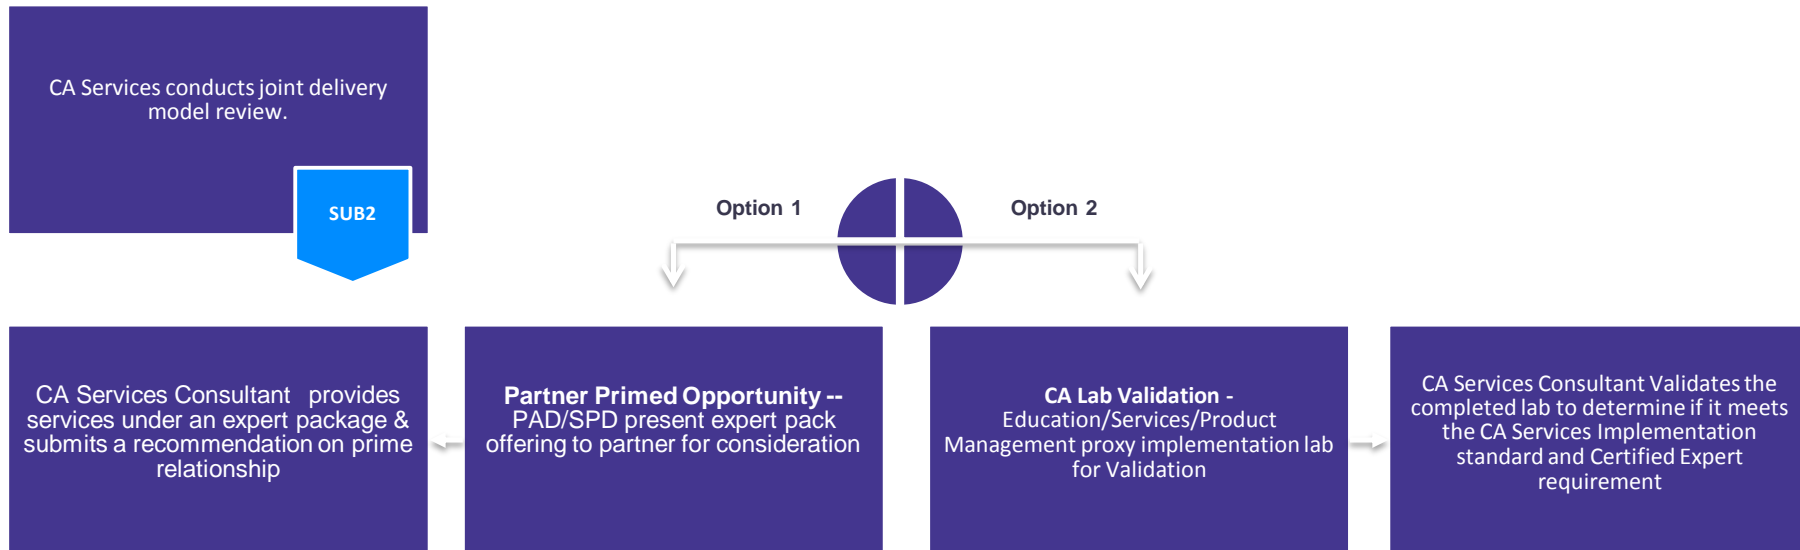 CA Services conducts joint delivery
model review.
SUB2
Option 1
Option 2
CA Services Consultant provides
services under an expert package &
submits a recommendation on prime
relationship
Partner Primed Opportunity --
PAD/SPD present expert pack
offering to partner for consideration
CA Lab Validation -
Education/Services/Product
Management proxy implementation lab
for Validation
CA Services Consultant Validates the
completed lab to determine if it meets
the CA Services Implementation
standard and Certified Expert
requirement